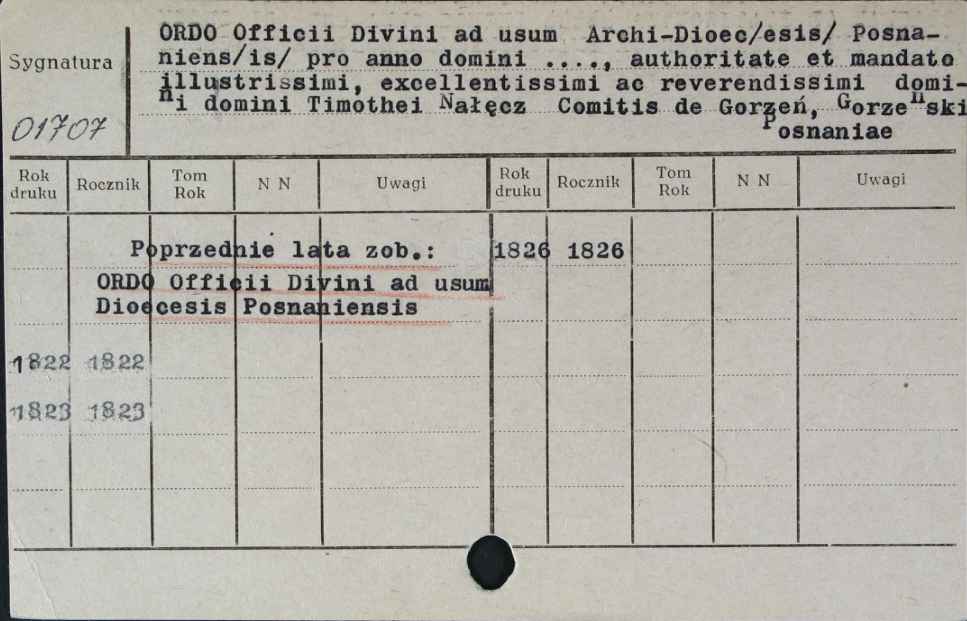 ORDO Officii Divini ad usum Archi-Dioec/esis/ Posna-
Sygnatura
niens/is/ pro anno domini ...., authoritate et mandato
illustrissimi, excellentissimi ac reverendissimi domi-
ni domini Timothei Nałęcz Comitis de Gorzeń, Gorzeński
01707
Posnaniae
Rok druku Rocznik Tom Rok N N Uwagi Rok druku Rocznik Tom Rok N N Uwagi
Poprzednie lata zob.: 1826 1826
ORDO Officii Divini ad usum
Dioecesis Posnaniensis
1822 1822
1823 1823